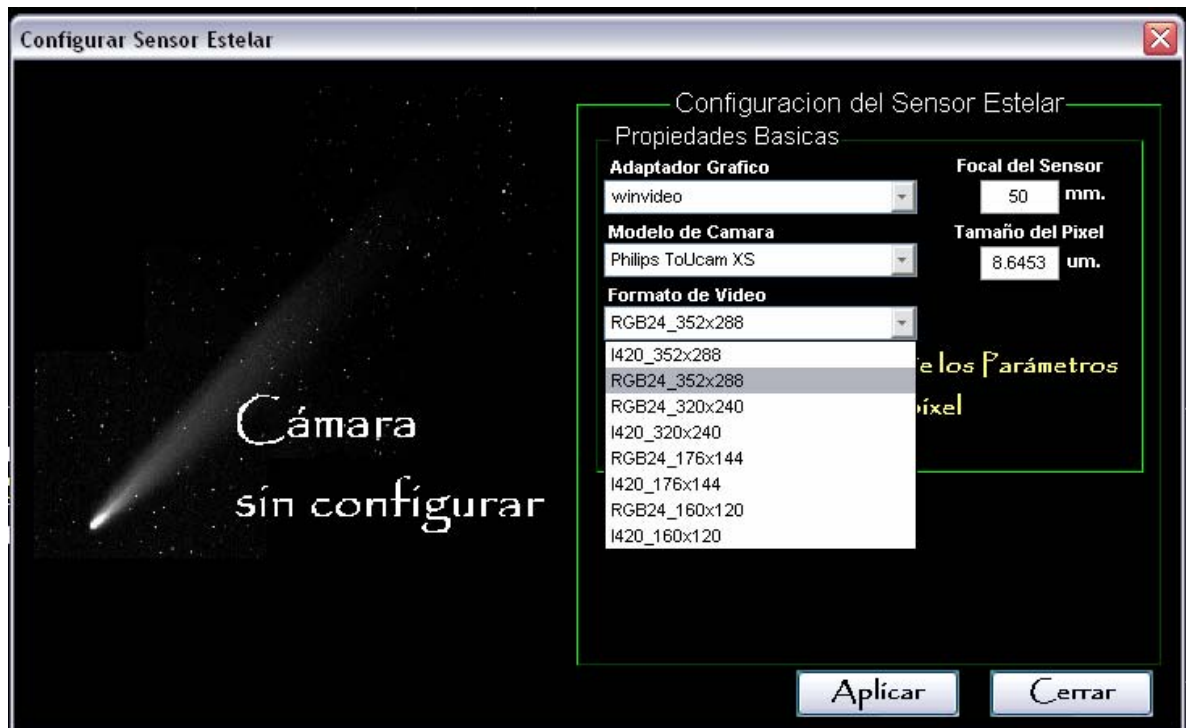 Configurar Sensor Estelar
Cámara
sin configurar
Configuracion del Sensor Estelar
Propiedades Basicas
Adaptador Grafico
winvideo
Focal del Sensor
50 mm.
Modelo de Camara
Philips ToUcam XS
Tamaño del Pixel
8.6453 um.
Formato de Video
RGB24_352x288
I420_352x288
RGB24_352x288
RGB24_320x240
I420_320x240
RGB24_176x144
I420_176x144
RGB24_160x120
I420_160x120
los Parámetros
Aplicar
Cerrar